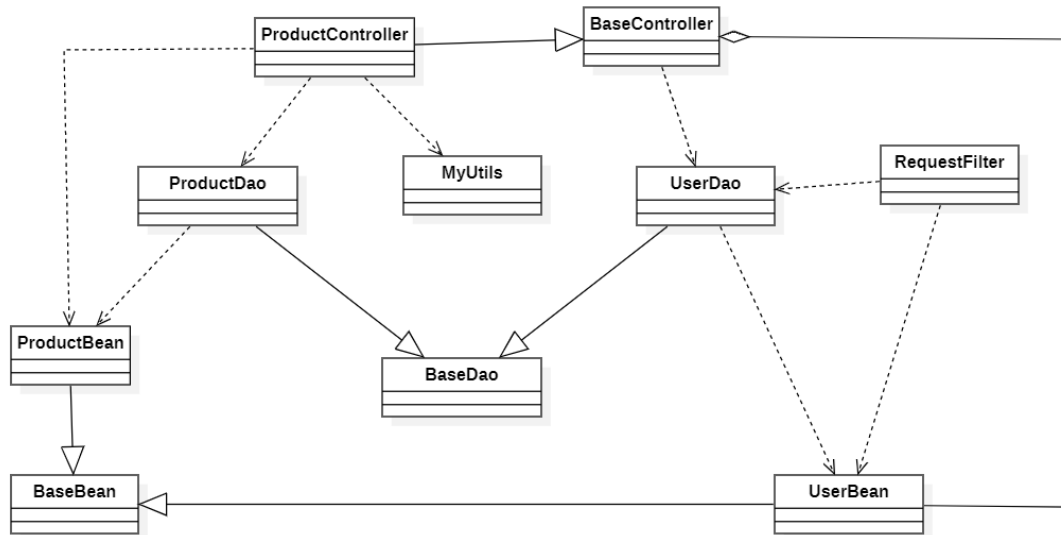 ProductController
BaseController
ProductDao
MyUtils
UserDao
RequestFilter
ProductBean
BaseDao
BaseBean
UserBean